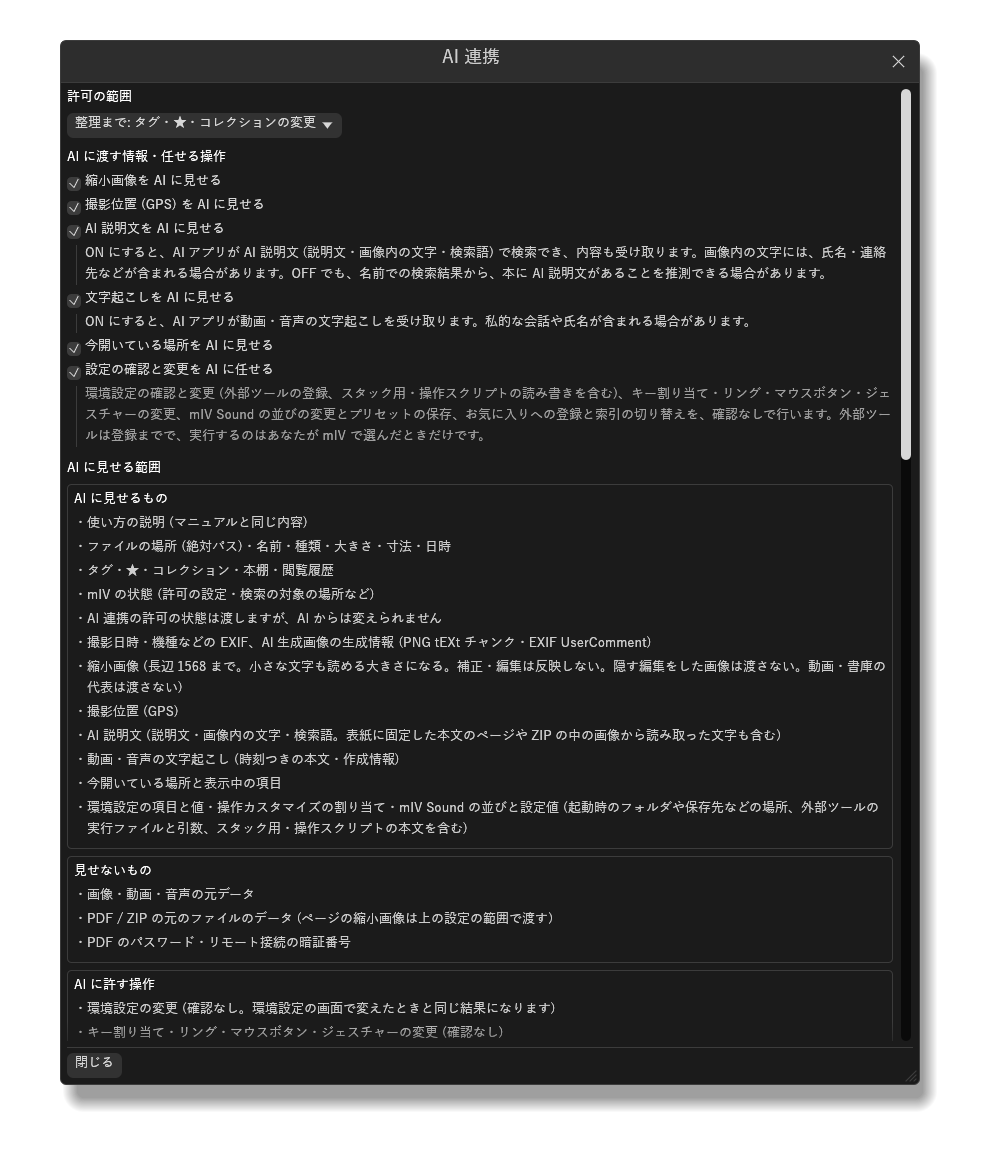 AI 連携
許可の範囲
整理まで: タグ・★・コレクションの変更 ▼
AI に渡す情報・任せる操作
縮小画像を AI に見せる
撮影位置 (GPS) を AI に見せる
AI 説明文を AI に見せる
ON にすると、AI アプリが AI 説明文 (説明文・画像内の文字・検索語) で検索でき、内容も受け取ります。画像内の文字には、氏名・連絡
先などが含まれる場合があります。OFF でも、名前での検索結果から、本に AI 説明文があることを推測できる場合があります。
文字起こしを AI に見せる
ON にすると、AI アプリが動画・音声の文字起こしを受け取ります。私的な会話や氏名が含まれる場合があります。
今開いている場所を AI に見せる
設定の確認と変更を AI に任せる
環境設定の確認と変更 (外部ツールの登録、スタック用・操作スクリプトの読み書きを含む)、キー割り当て・リング・マウスボタン・ジェ
スチャーの変更、mIV Sound の並びの変更とプリセットの保存、お気に入りへの登録と索引の切り替えを、確認なしで行います。外部ツー
ルは登録までで、実行するのはあなたが mIV で選んだときだけです。
AI に見せる範囲
AI に見せるもの
・使い方の説明 (マニュアルと同じ内容)
・ファイルの場所 (絶対パス)・名前・種類・大きさ・寸法・日時
・タグ・★・コレクション・本棚・閲覧履歴
・mIV の状態 (許可の設定・検索の対象の場所など)
・AI 連携の許可の状態は渡しますが、AI からは変えられません
・撮影日時・機種などの EXIF、AI 生成画像の生成情報 (PNG tEXt チャンク・EXIF UserComment)
・縮小画像 (長辺 1568 まで。小さな文字も読める大きさになる。補正・編集は反映しない。隠す編集をした画像は渡さない。動画・書庫の
代表は渡さない)
・撮影位置 (GPS)
・AI 説明文 (説明文・画像内の文字・検索語。表紙に固定した本文のページや ZIP の中の画像から読み取った文字も含む)
・動画・音声の文字起こし (時刻つきの本文・作成情報)
・今開いている場所と表示中の項目
・環境設定の項目と値・操作カスタマイズの割り当て・mIV Sound の並びと設定値 (起動時のフォルダや保存先などの場所、外部ツールの
実行ファイルと引数、スタック用・操作スクリプトの本文を含む)
見せないもの
・画像・動画・音声の元データ
・PDF / ZIP の元のファイルのデータ (ページの縮小画像は上の設定の範囲で渡す)
・PDF のパスワード・リモート接続の暗証番号
AI に許す操作
・環境設定の変更 (確認なし。環境設定の画面で変えたときと同じ結果になります)
・キー割り当て・リング・マウスボタン・ジェスチャーの変更 (確認なし)
閉じる